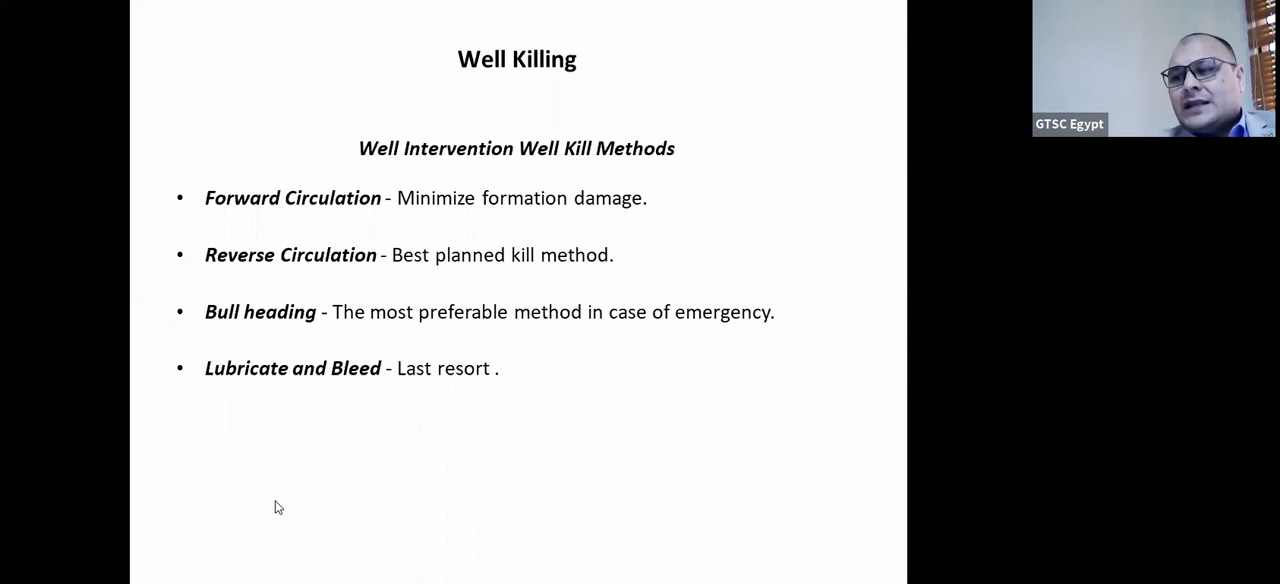 Well Killing
Well Intervention Well Kill Methods
• Forward Circulation - Minimize formation damage.
• Reverse Circulation - Best planned kill method.
• Bull heading - The most preferable method in case of emergency.
• Lubricate and Bleed - Last resort .
GTSC Egypt